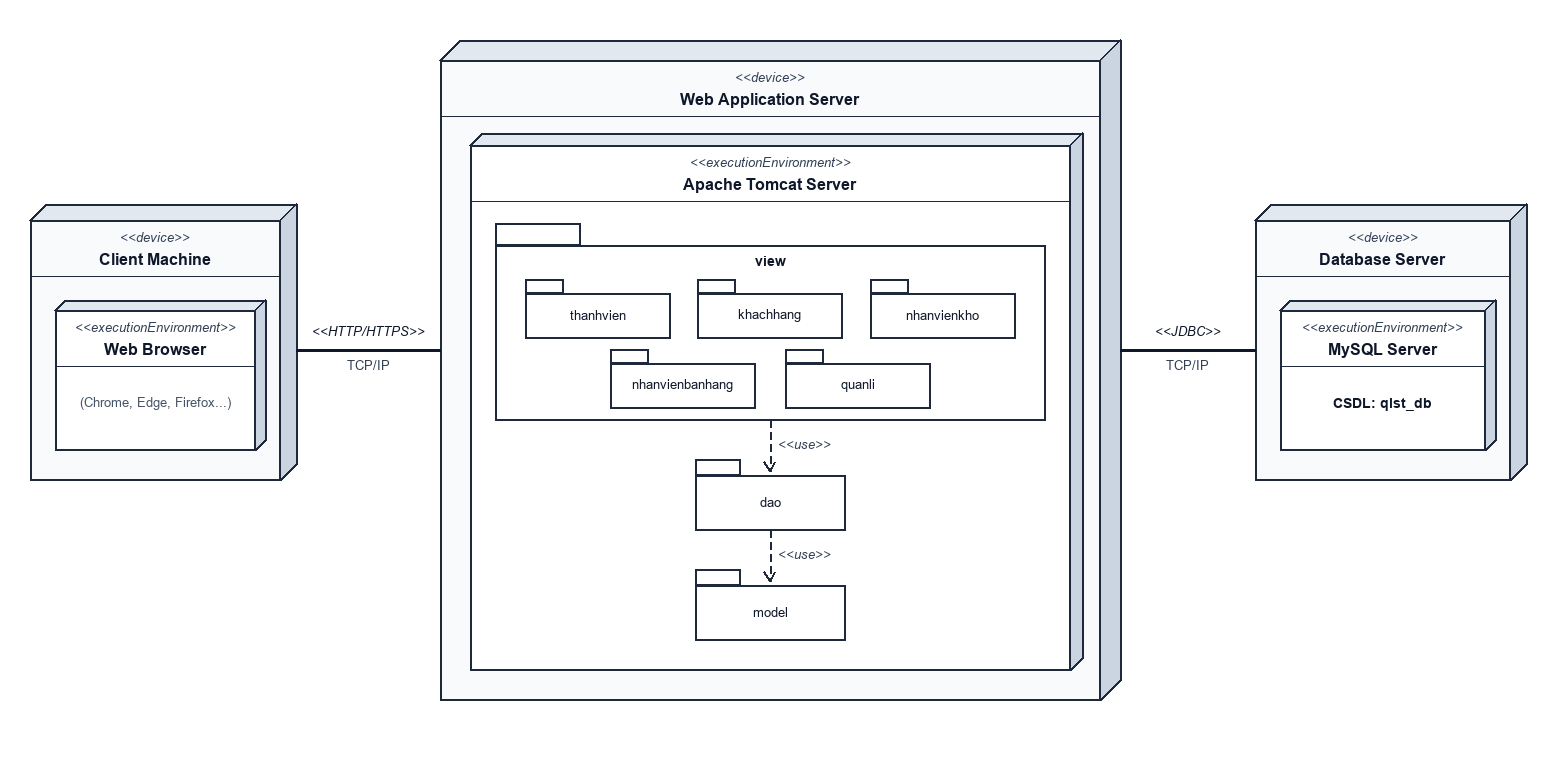 <<device>>
Client Machine
<<executionEnvironment>>
Web Browser
(Chrome, Edge, Firefox...)
<<HTTP/HTTPS>>
TCP/IP
<<device>>
Web Application Server
<<executionEnvironment>>
Apache Tomcat Server
view
thanhvien
khachhang
nhanvienkho
nhanvienbanhang
quanli
<<use>>
dao
<<use>>
model
<<JDBC>>
TCP/IP
<<device>>
Database Server
<<executionEnvironment>>
MySQL Server
CSDL: qlst_db